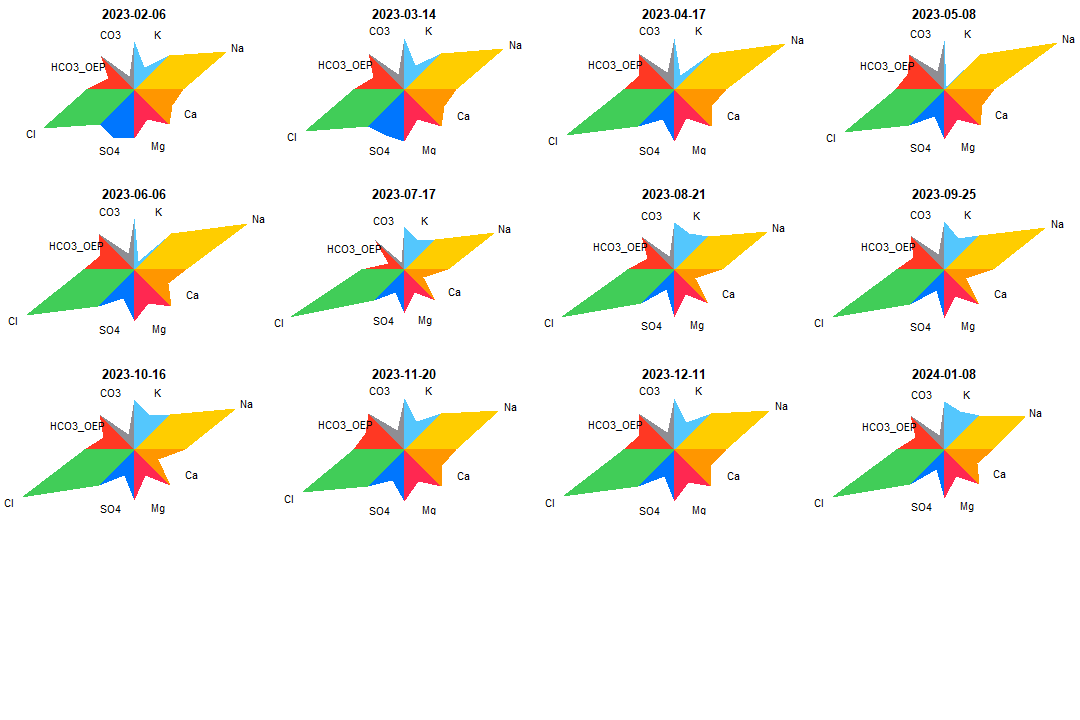 2023-02-06
CO3 K
Na
HCO3_OEP
Ca
Cl
SO4 Mg
2023-03-14
CO3 K
Na
HCO3_OEP
Ca
Cl
SO4 Mg
2023-04-17
CO3 K
Na
HCO3_OEP
Ca
Cl
SO4 Mg
2023-05-08
CO3 K
Na
HCO3_OEP
Ca
Cl
SO4 Mg
2023-06-06
CO3 K
Na
HCO3_OEP
Ca
Cl
SO4 Mg
2023-07-17
CO3 K
Na
HCO3_OEP
Ca
Cl
SO4 Mg
2023-08-21
CO3 K
Na
HCO3_OEP
Ca
Cl
SO4 Mg
2023-09-25
CO3 K
Na
HCO3_OEP
Ca
Cl
SO4 Mg
2023-10-16
CO3 K
Na
HCO3_OEP
Ca
Cl
SO4 Mg
2023-11-20
CO3 K
Na
HCO3_OEP
Ca
Cl
SO4 Mg
2023-12-11
CO3 K
Na
HCO3_OEP
Ca
Cl
SO4 Mg
2024-01-08
CO3 K
Na
HCO3_OEP
Ca
Cl
SO4 Mg